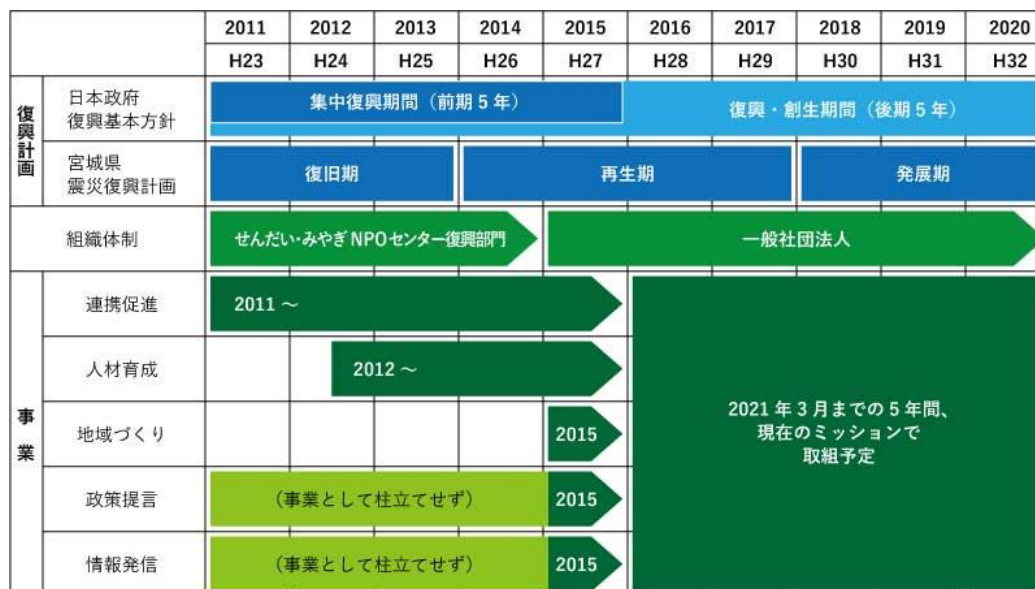 2011 2012 2013 2014 2015 2016 2017 2018 2019 2020
H23 H24 H25 H26 H27 H28 H29 H30 H31 H32
復興計画
日本政府
復興基本方針
集中復興期間（前期5年）
復興・創生期間（後期5年）
宮城県
震災復興計画
復旧期
再生期
発展期
組織体制
せんだい・みやぎNPOセンター復興部門
一般社団法人
事業
連携促進
2011～
人材育成
2012～
地域づくり
2015
政策提言
（事業として柱立てせず）
2015
情報発信
（事業として柱立てせず）
2015
2021年3月までの5年間、
現在のミッションで
取組予定